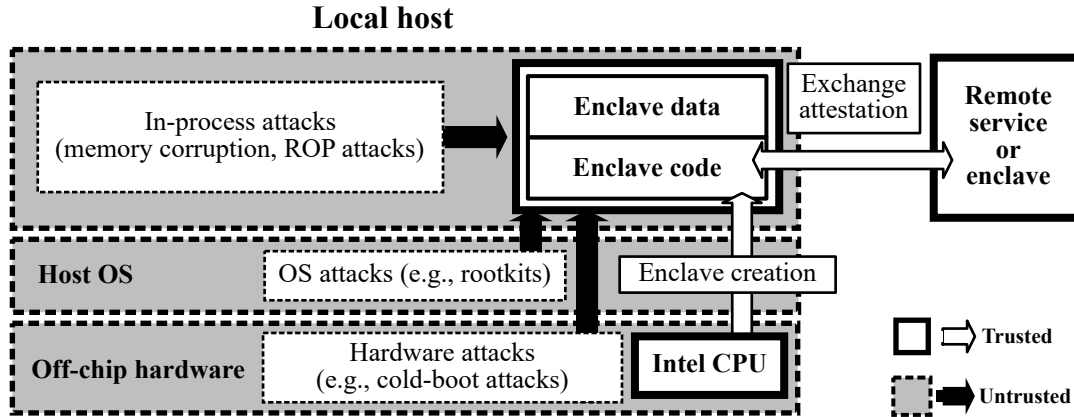 Local host
In-process attacks
(memory corruption, ROP attacks)
Enclave data
Enclave code
Exchange
attestation
Remote
service
or
enclave
Host OS
OS attacks (e.g., rootkits)
Enclave creation
Off-chip hardware
Hardware attacks
(e.g., cold-boot attacks)
Intel CPU
Trusted
Untrusted